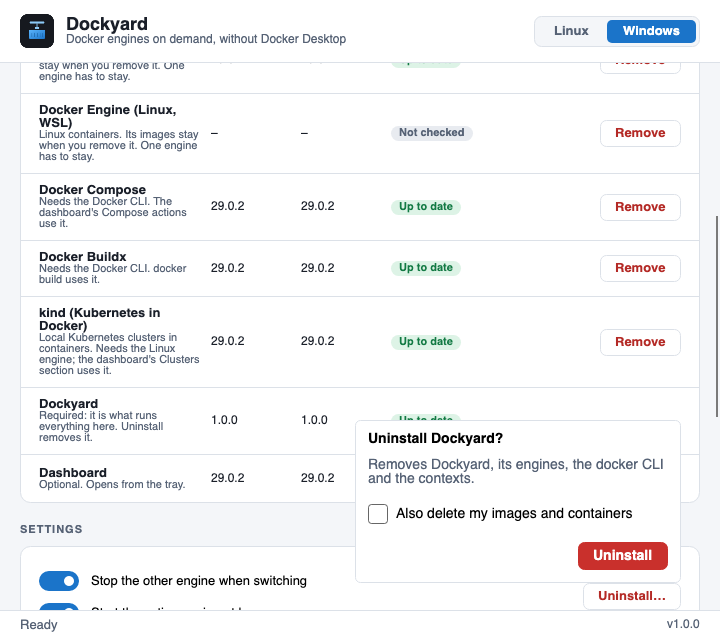 Dockyard
Docker engines on demand, without Docker Desktop
Linux
Windows
stay when you remove it. One
engine has to stay.
Docker Engine (Linux,
WSL)
Linux containers. Its images stay
when you remove it. One engine
has to stay.
–
–
Not checked
Remove
Docker Compose
Needs the Docker CLI. The
dashboard's Compose actions
use it.
29.0.2
29.0.2
Up to date
Remove
Docker Buildx
Needs the Docker CLI. docker
build uses it.
29.0.2
29.0.2
Up to date
Remove
kind (Kubernetes in
Docker)
Local Kubernetes clusters in
containers. Needs the Linux
engine; the dashboard's Clusters
section uses it.
29.0.2
29.0.2
Up to date
Remove
Dockyard
Required: it is what runs
everything here. Uninstall
removes it.
1.0.0
1.0.0
Dashboard
Optional. Opens from the tray.
29.0.2
29.0.2
Uninstall Dockyard?
Removes Dockyard, its engines, the docker CLI
and the contexts.
Also delete my images and containers
Uninstall
SETTINGS
Stop the other engine when switching
Uninstall...
Ready
v1.0.0